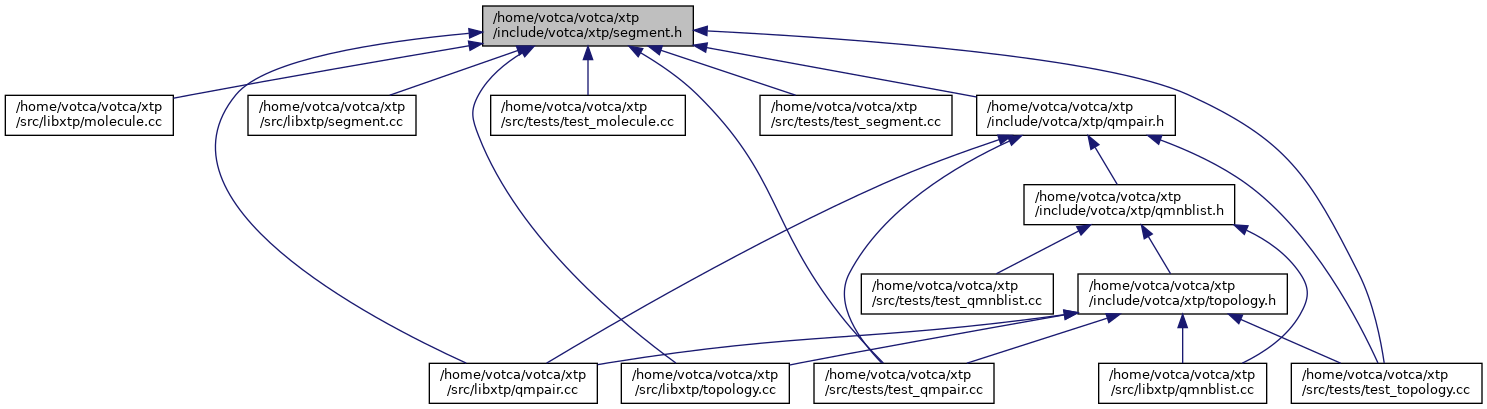 /home/votca/votca/xtp
/include/votca/xtp/segment.h
/home/votca/votca/xtp
/src/libxtp/molecule.cc
/home/votca/votca/xtp
/src/libxtp/segment.cc
/home/votca/votca/xtp
/src/tests/test_molecule.cc
/home/votca/votca/xtp
/src/tests/test_segment.cc
/home/votca/votca/xtp
/include/votca/xtp/qmpair.h
/home/votca/votca/xtp
/include/votca/xtp/qmnblist.h
/home/votca/votca/xtp
/src/tests/test_qmnblist.cc
/home/votca/votca/xtp
/include/votca/xtp/topology.h
/home/votca/votca/xtp
/src/libxtp/qmpair.cc
/home/votca/votca/xtp
/src/libxtp/topology.cc
/home/votca/votca/xtp
/src/tests/test_qmpair.cc
/home/votca/votca/xtp
/src/libxtp/qmnblist.cc
/home/votca/votca/xtp
/src/tests/test_topology.cc